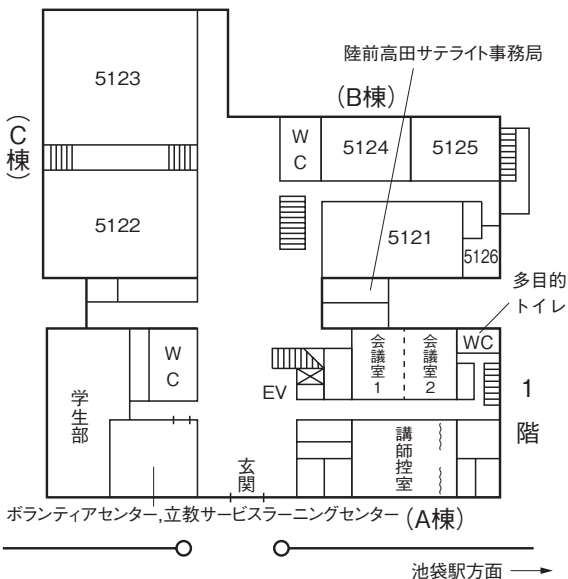 陸前高田サテライト事務局
5123
(B棟)
(C棟)
WC
5124
5125
5122
5121
5126
多目的
トイレ
WC
会議室1
会議室2
WC
EV
1階
学生部
講師控室
玄関
ボランティアセンター,立教サービスラーニングセンター
(A棟)
池袋駅方面